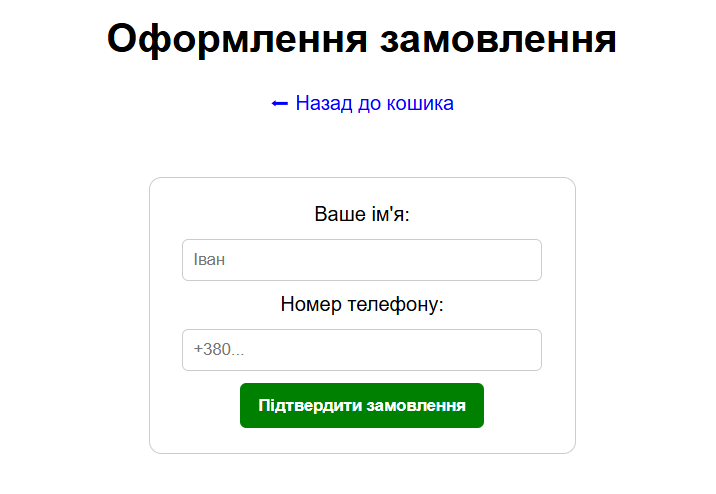 Оформлення замовлення
← Назад до кошика
Ваше ім'я:
Іван
Номер телефону:
+380...
Підтвердити замовлення